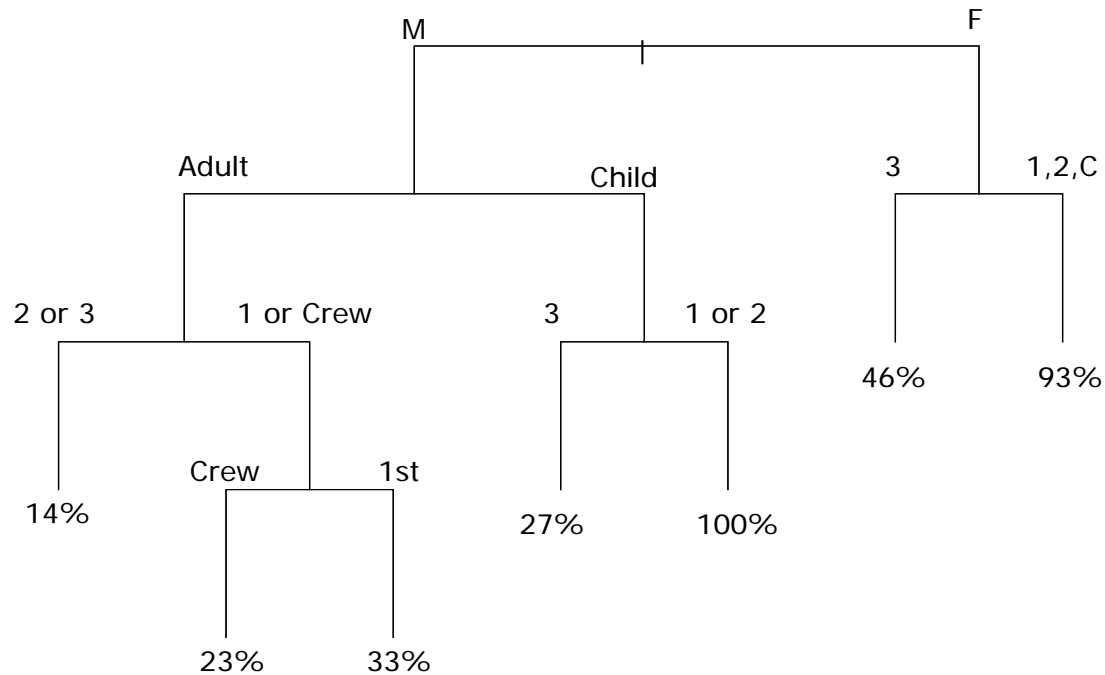 M
F
Adult
Child
3
1,2,C
2 or 3
1 or Crew
3
1 or 2
46%
93%
Crew
1st
14%
27%
100%
23%
33%